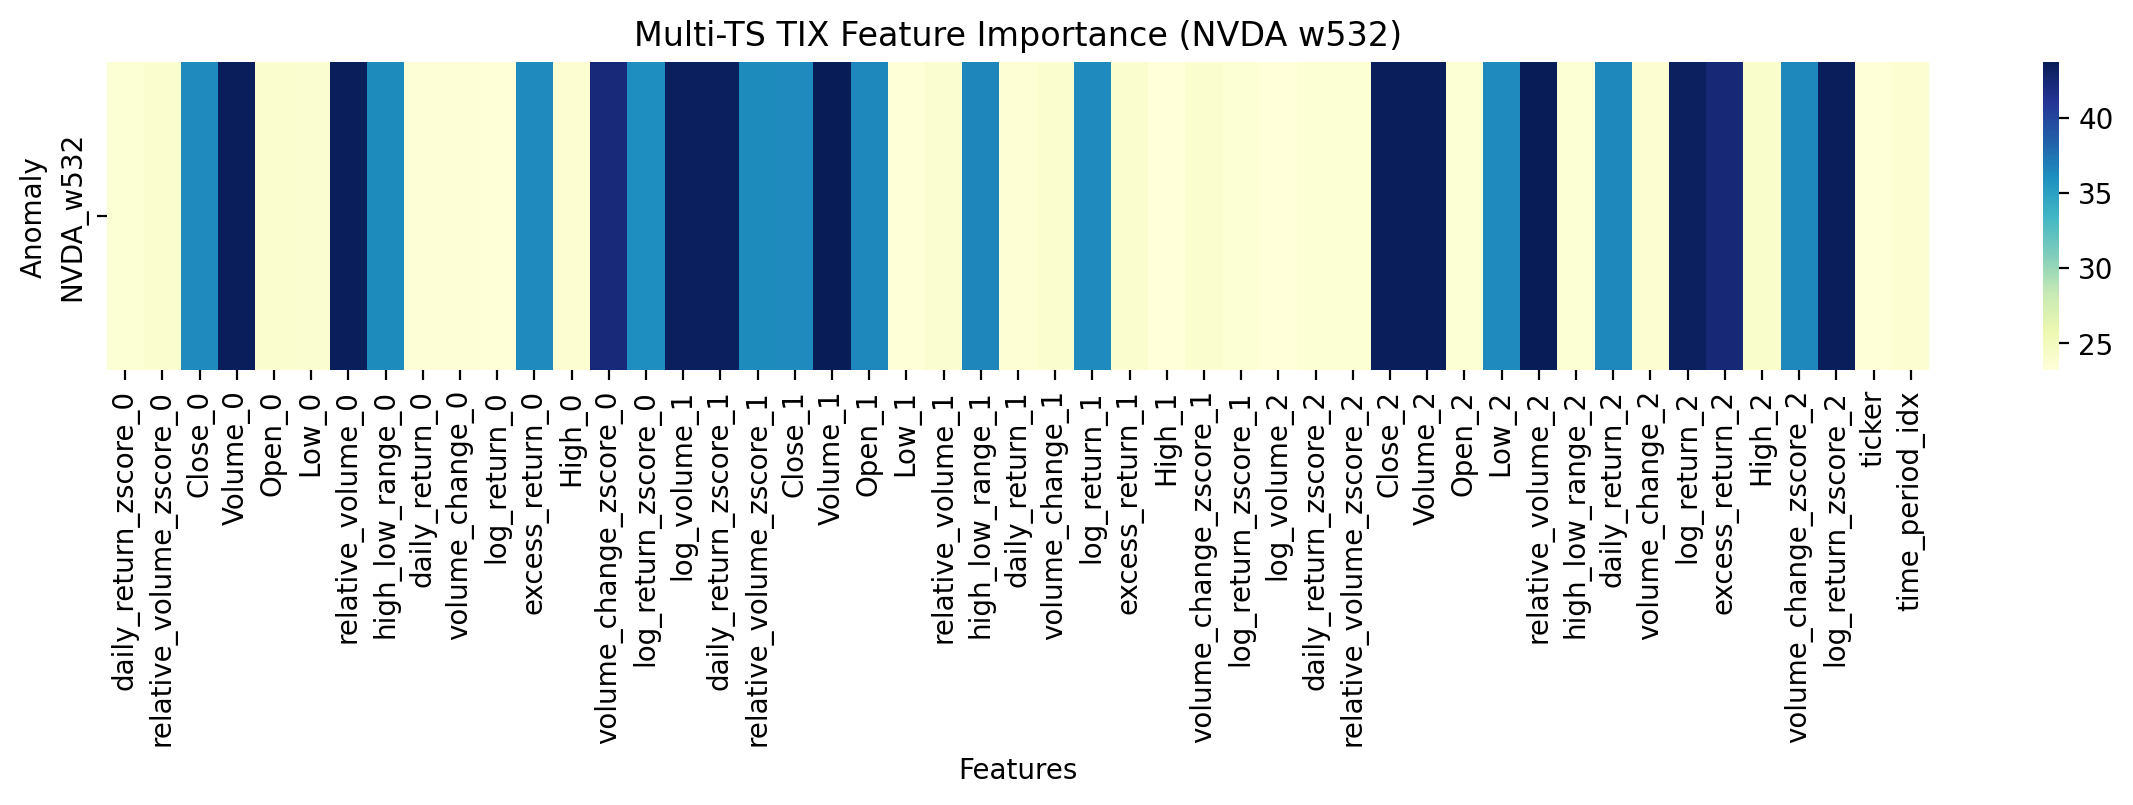 Multi-TS TIX Feature Importance (NVDA w532)
Anomaly
NVDA_w532
40
35
30
25
daily_return_zscore_0
relative_volume_zscore_0
Close_0
Volume_0
Open_0
Low_0
relative_volume_0
high_low_range_0
daily_return_0
volume_change_0
log_return_0
excess_return_0
High_0
volume_change_zscore_0
log_return_zscore_0
log_volume_1
daily_return_zscore_1
relative_volume_zscore_1
Close_1
Volume_1
Open_1
Low_1
relative_volume_1
high_low_range_1
daily_return_1
volume_change_1
log_return_1
excess_return_1
High_1
volume_change_zscore_1
log_return_zscore_1
log_volume_2
daily_return_zscore_2
relative_volume_zscore_2
Close_2
Volume_2
Open_2
Low_2
relative_volume_2
high_low_range_2
daily_return_2
volume_change_2
log_return_2
excess_return_2
High_2
volume_change_zscore_2
log_return_zscore_2
ticker
time_period_idx
Features